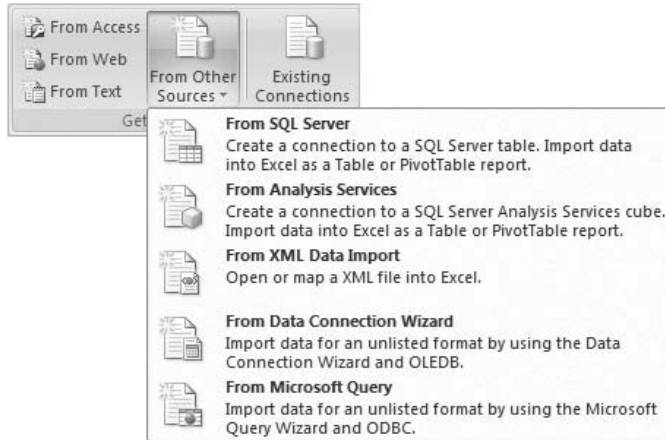 From Access
From Web
From Text
From Other
Sources
Existing
Connections
Get
From SQL Server
Create a connection to a SQL Server table. Import data
into Excel as a Table or PivotTable report.
From Analysis Services
Create a connection to a SQL Server Analysis Services cube.
Import data into Excel as a Table or PivotTable report.
From XML Data Import
Open or map a XML file into Excel.
From Data Connection Wizard
Import data for an unlisted format by using the Data
Connection Wizard and OLEDB.
From Microsoft Query
Import data for an unlisted format by using the Microsoft
Query Wizard and ODBC.